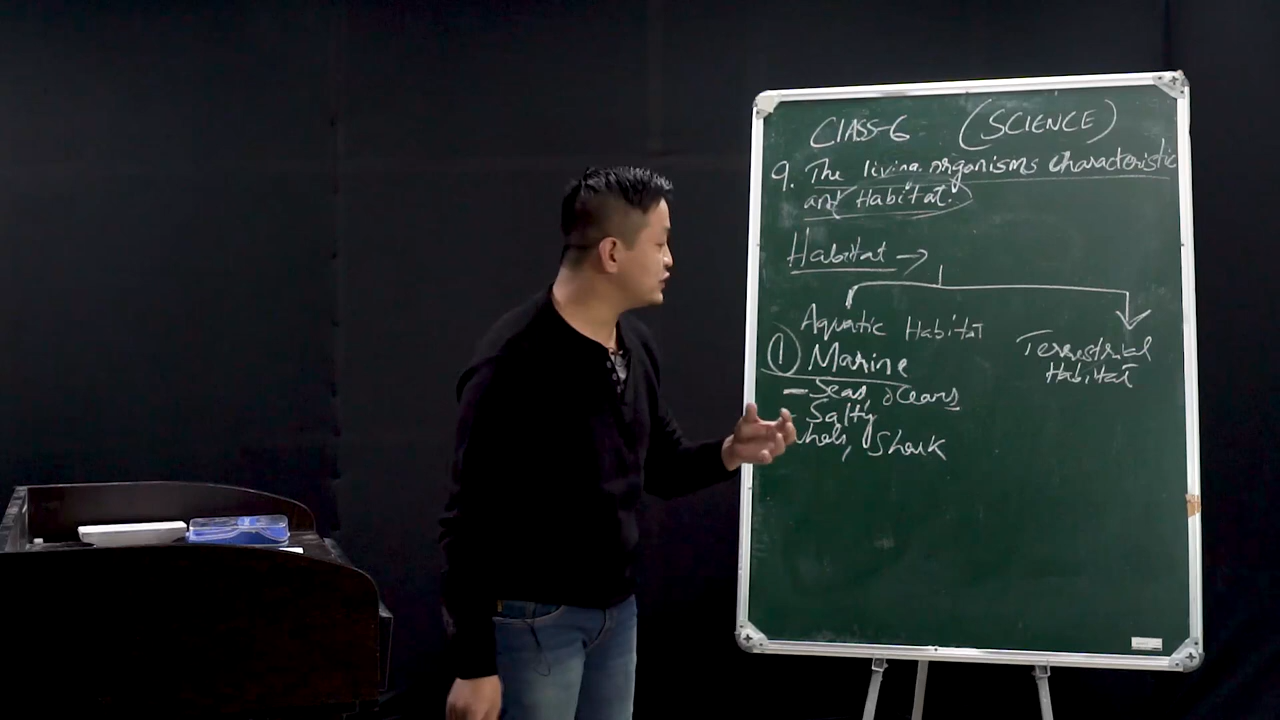 CLASS-6 (SCIENCE)
9. The living organisms characteristic
and Habitat.
Habitat →
Aquatic Habitat
Terrestrial
Habitat
① Marine
- Seas, oceans
- Salty
Shark